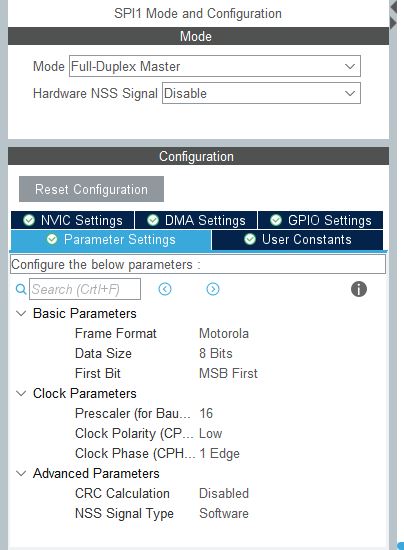 SPI1 Mode and Configuration
Mode
Mode Full-Duplex Master
Hardware NSS Signal Disable
Configuration
Reset Configuration
NVIC Settings DMA Settings GPIO Settings
Parameter Settings User Constants
Configure the below parameters :
Search (Crtl+F)
Basic Parameters
Frame Format Motorola
Data Size 8 Bits
First Bit MSB First
Clock Parameters
Prescaler (for Bau... 16
Clock Polarity (CP... Low
Clock Phase (CPH... 1 Edge
Advanced Parameters
CRC Calculation Disabled
NSS Signal Type Software